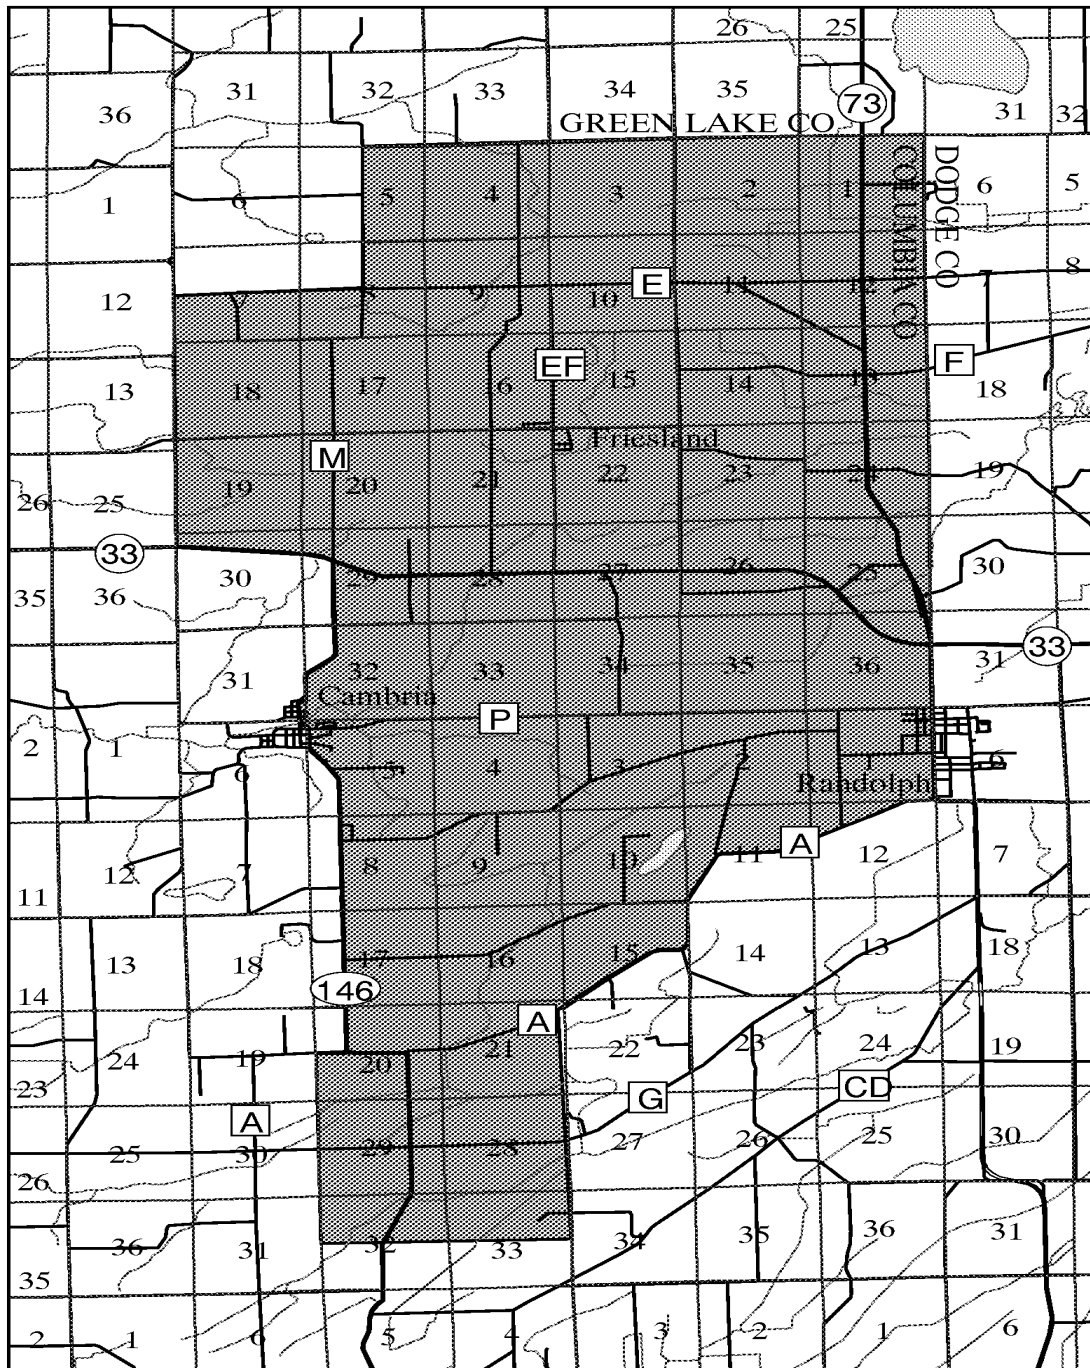 26 25
31 32 33 34 35 73
36 31 32
GREEN LAKE CO
DODGE CO
COLUMBIA CO
1 6 5 4 3 2 1 6 5
12 7 8 9 10 E 11 12 7 8
EF F
13 18 17 6 15 14 13 18
Friesland
M
26 25 19 20 21 22 23 24 19
33
35 36 30 29 28 27 26 25 30
33
31 32 33 34 35 36 31
Cambria
P
2 1 6 5 4 3 1 6
Randolph
A
11 12 7 8 9 10 11 12 7
14 13 18 17 16 15 14 13 18
146
A
23 24 19 20 21 22 23 24 19
A G CD
26 25 30 29 28 27 26 25 30
35 36 31 32 33 34 35 36 31
2 1 6 5 4 3 2 1 6